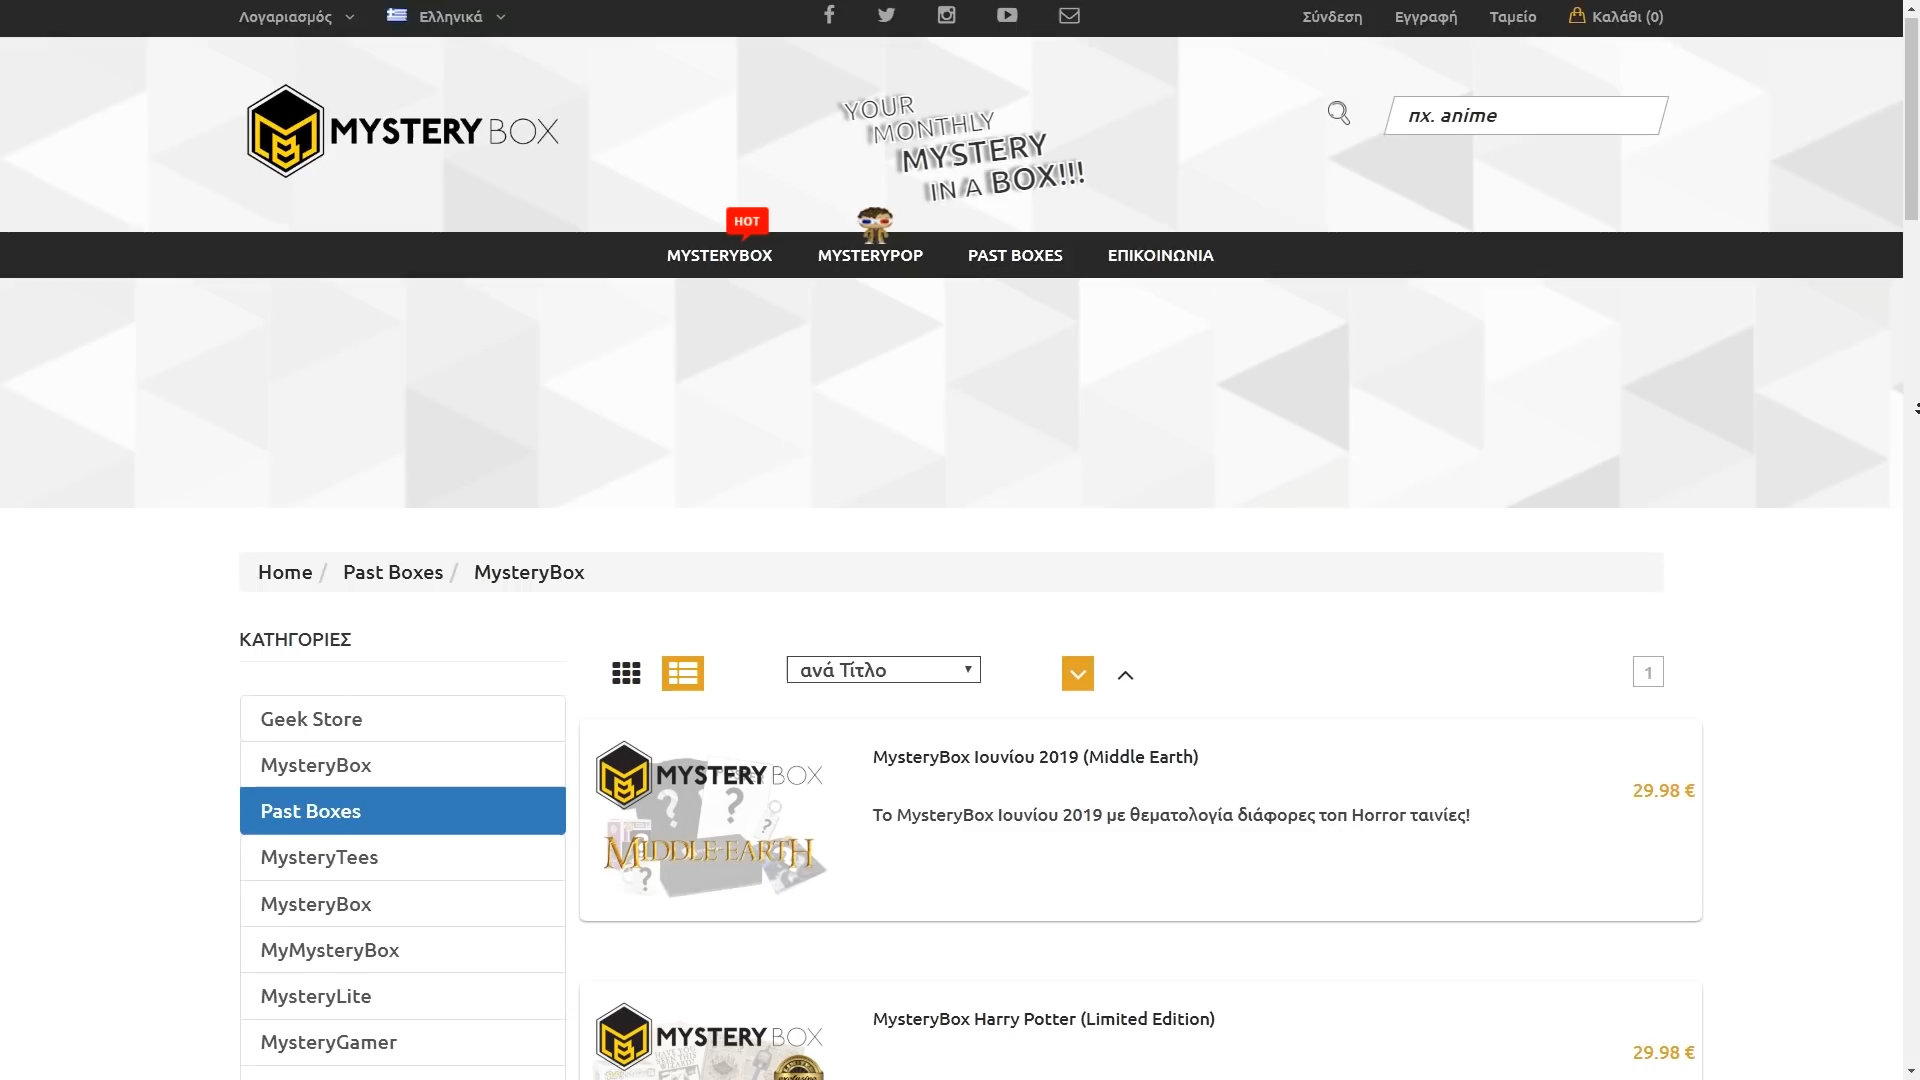 Λογαριασμός
Ελληνικά
Σύνδεση
Εγγραφή
Ταμείο
Καλάθι (0)
MYSTERY BOX
YOUR
MONTHLY
MYSTERY
IN A BOX!!!
πχ. anime
HOT
MYSTERYBOX
MYSTERYPOP
PAST BOXES
ΕΠΙΚΟΙΝΩΝΙΑ
Home / Past Boxes / MysteryBox
ΚΑΤΗΓΟΡΙΕΣ
ανά Τίτλο
1
Geek Store
MysteryBox
Past Boxes
MysteryTees
MysteryBox
MyMysteryBox
MysteryLite
MysteryGamer
MYSTERY BOX
MIDDLE-EARTH
MysteryBox Ιουνίου 2019 (Middle Earth)
29.98 €
Το MysteryBox Ιουνίου 2019 με θεματολογία διάφορες τοπ Horror ταινίες!
MYSTERY BOX
MysteryBox Harry Potter (Limited Edition)
29.98 €